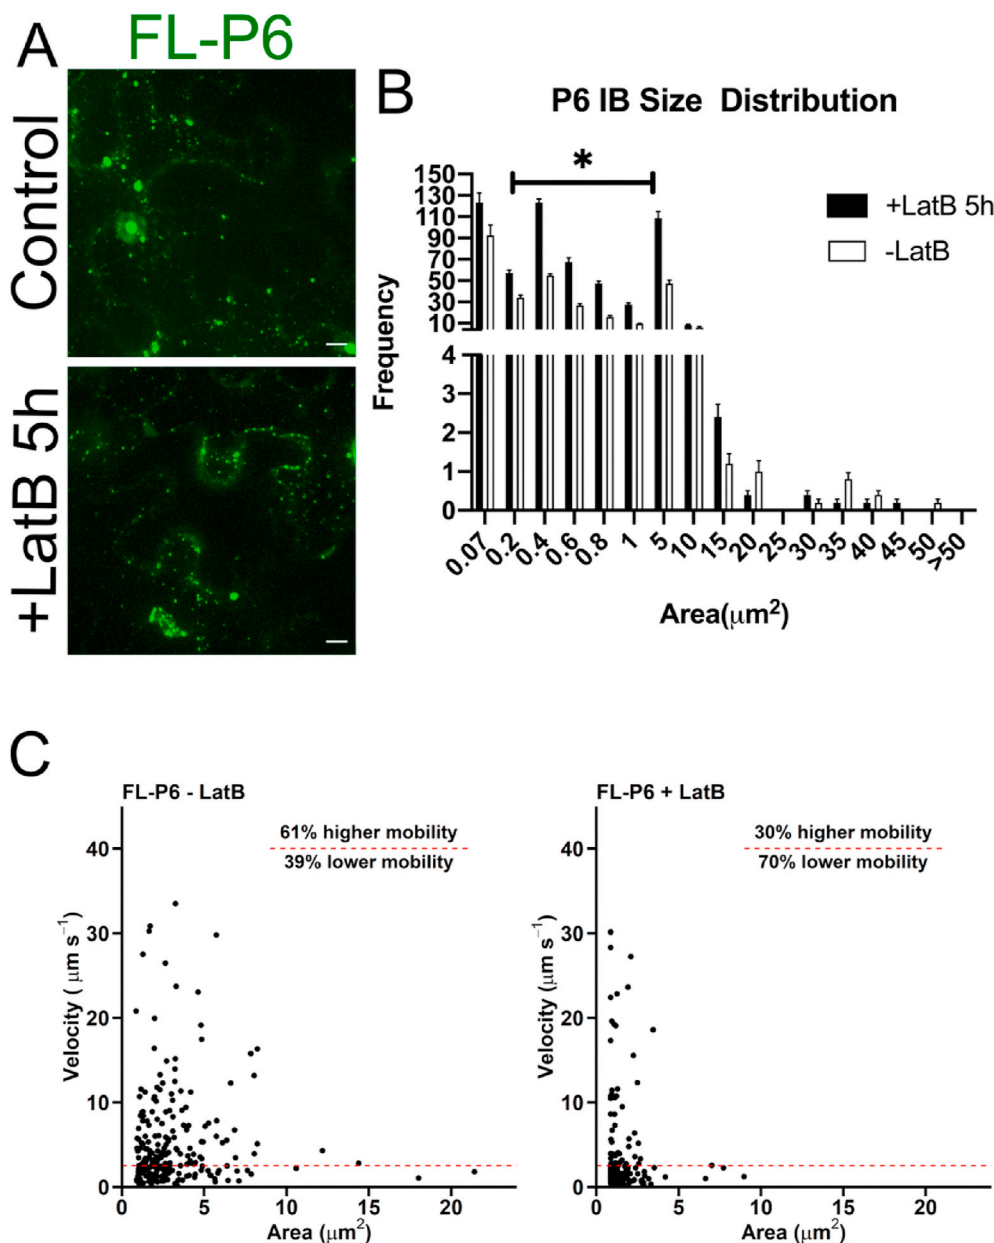 A
FL-P6
Control
+LatB 5h
B
P6 IB Size Distribution
*
+LatB 5h
-LatB
Frequency
150
130
110
90
70
50
30
10
4
3
2
1
0
0.07 0.2 0.4 0.6 0.8 1 5 10 15 20 25 30 35 40 45 50 >50
Area(μm²)
C
FL-P6 - LatB
61% higher mobility
39% lower mobility
Velocity ( μm s⁻¹)
40
30
20
10
0
0 5 10 15 20
Area (μm²)
FL-P6 + LatB
30% higher mobility
70% lower mobility
Velocity (μm s⁻¹)
40
30
20
10
0
0 5 10 15 20
Area (μm²)